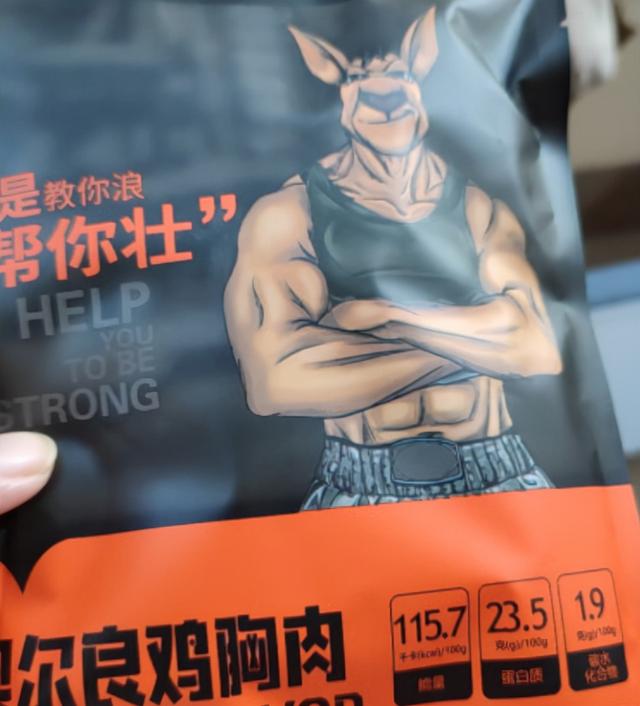 是教你浪
帮你壮”
HELP
YOU
TO BE
STRONG
尔良鸡胸肉
115.7
千卡(kcal)/100g
能量
23.5
克(g)/100g
蛋白质
1.9
克(g)/100g
碳水
化合物